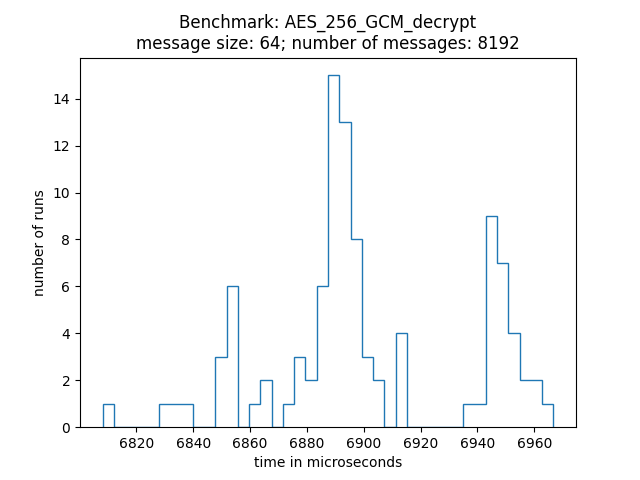 Benchmark: AES_256_GCM_decrypt
message size: 64; number of messages: 8192
14
12
10
8
6
4
2
0
number of runs
6820 6840 6860 6880 6900 6920 6940 6960
time in microseconds